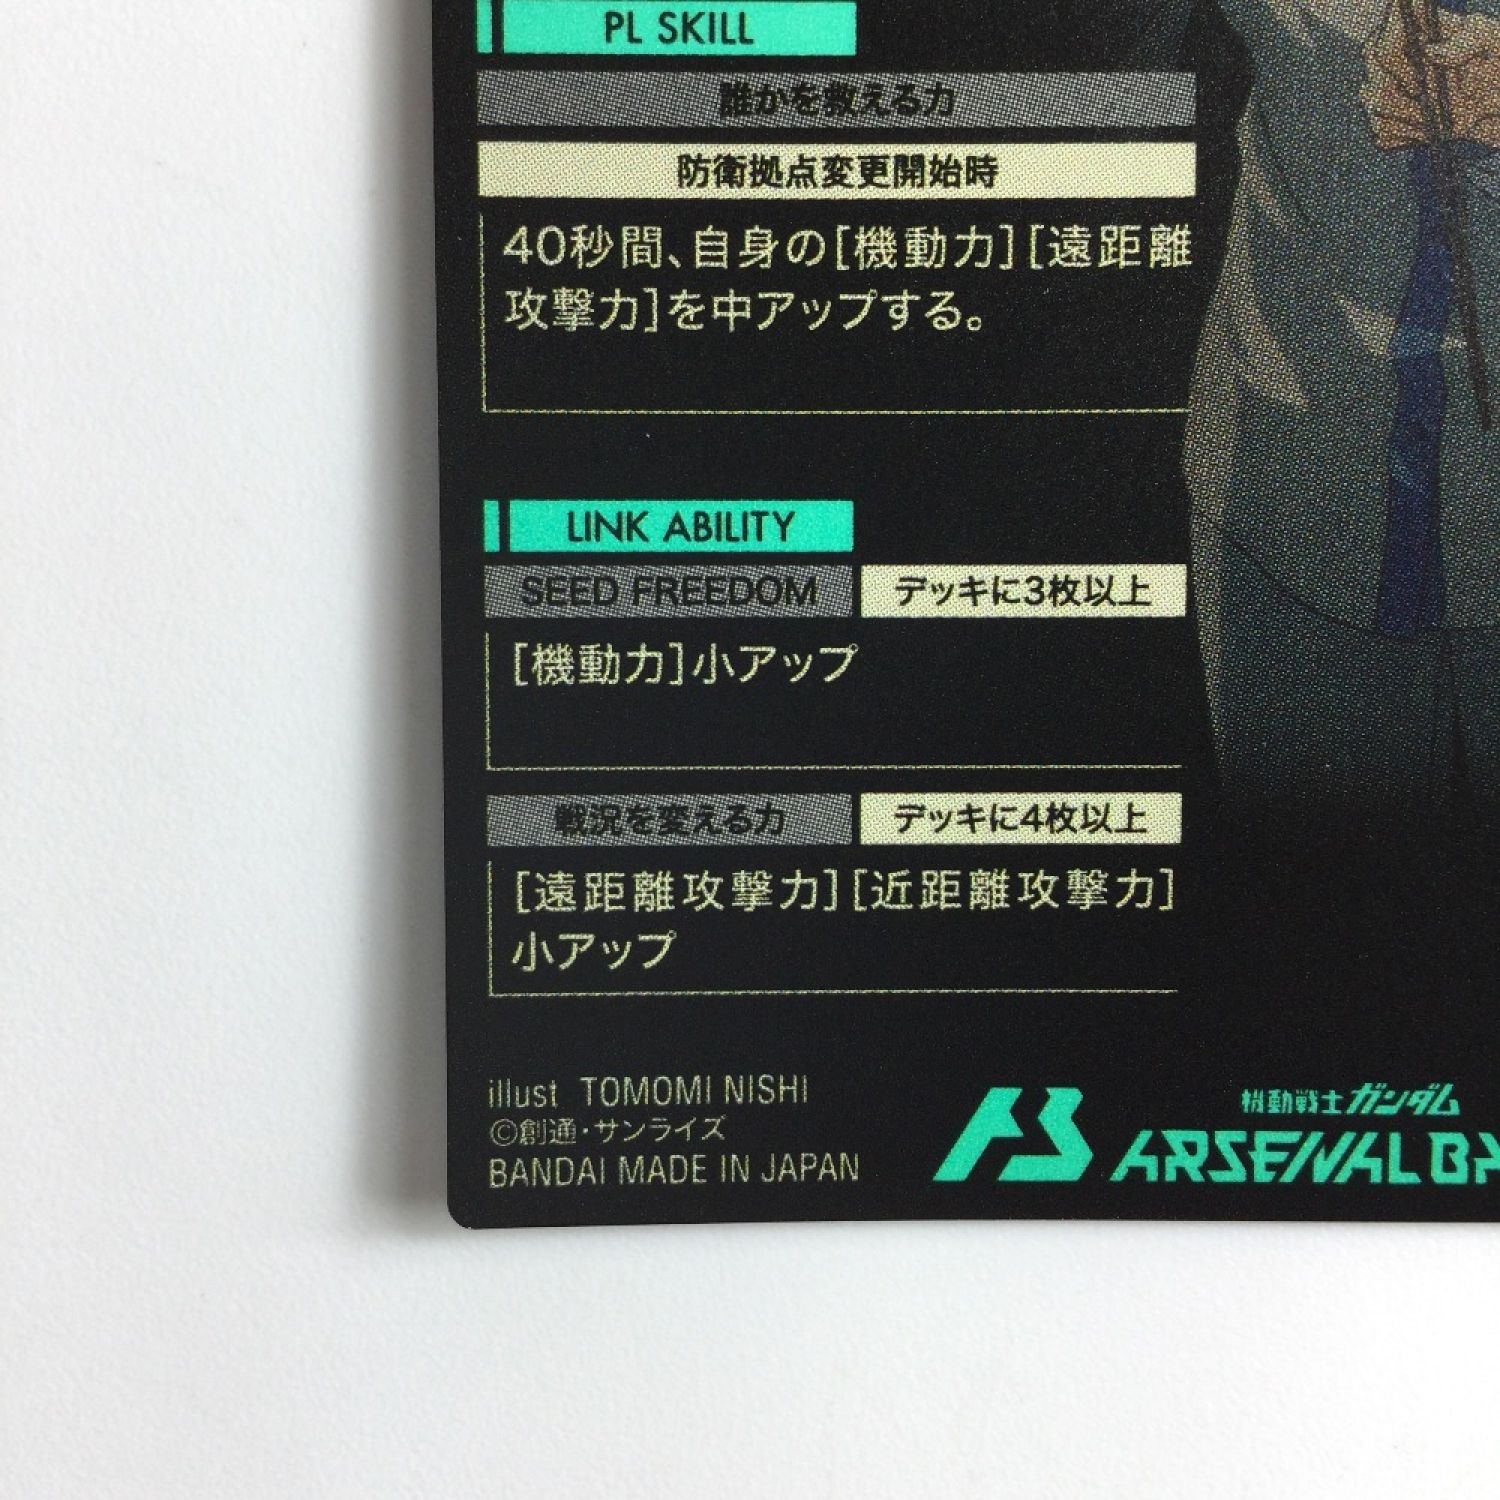 PL SKILL
誰かを救える力
防衛拠点変更開始時
40秒間、自身の[機動力][遠距離
攻撃力]を中アップする。
LINK ABILITY
SEED FREEDOM デッキに3枚以上
[機動力]小アップ
戦況を変える力 デッキに4枚以上
[遠距離攻撃力][近距離攻撃力]
小アップ
illust TOMOMI NISHI
©創通・サンライズ
BANDAI MADE IN JAPAN
機動戦士ガンダム
ARSENAL BA